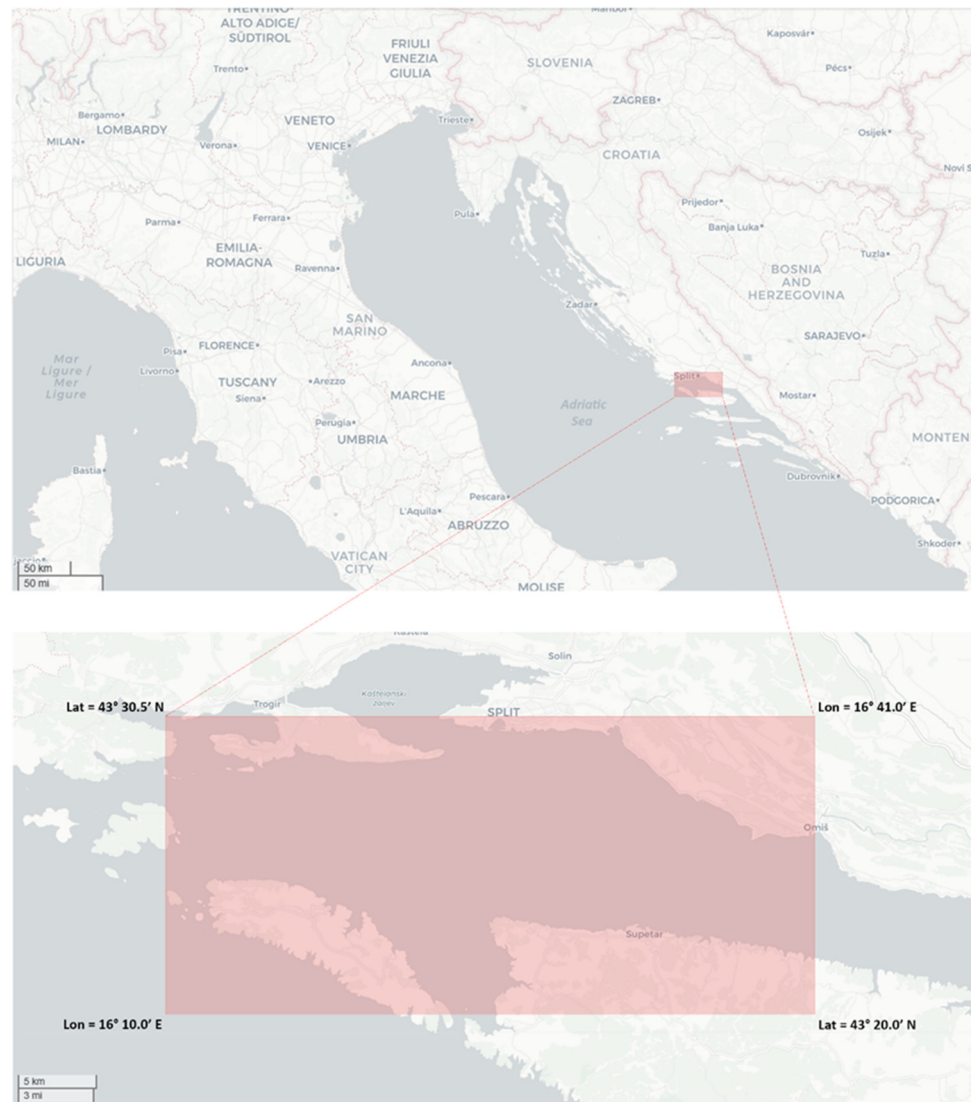 TRENTINO-
ALTO ADIGE/
SÜDTIROL
Maribor
Kaposvár
FRIULI
VENEZIA
GIULIA
SLOVENIA
Pécs
Trento
Bergamo
LOMBARDY
VENETO
Trieste
ZAGREB
MILAN
Verona
VENICE
Osijek
CROATIA
Novi S
Parma
Ferrara
Pula
Prijedor
Banja Luka
EMILIA-
ROMAGNA
Tuzla
LIGURIA
Ravenna
BOSNIA
AND
HERZEGOVINA
Zadar
SAN
MARINO
FLORENCE
SARAJEVO
Pisa
Mar
Ligure /
Mer
Ligure
Livorno
Ancona
TUSCANY
Arezzo
Split
Siena
MARCHE
Mostar
Adriatic
Sea
Perugia
UMBRIA
MONTEN
Bastia
Dubrovnik
Pescara
PODGORICA
L'Aquila
ABRUZZO
Shkoder
VATICAN
CITY
50 km
50 mi
MOLISE
Kaštela
Solin
Kaštelanski
zaljev
Trogir
Lat = 43° 30.5′ N
SPLIT
Lon = 16° 41.0′ E
Omiš
Supetar
Lon = 16° 10.0′ E
Lat = 43° 20.0′ N
5 km
3 mi